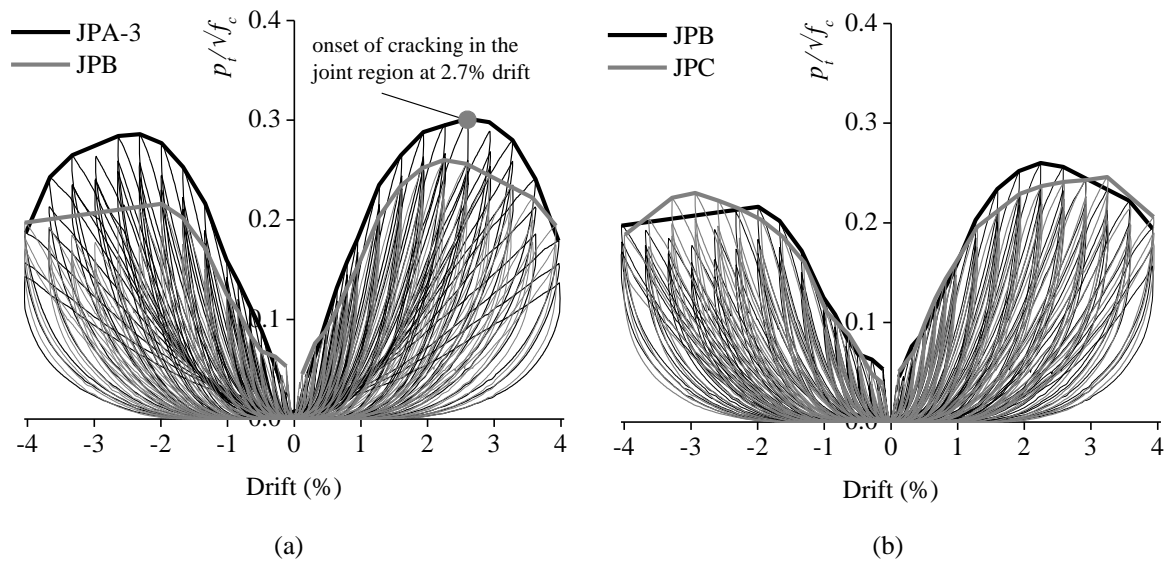 JPA-3
JPB
p_t/√f_c
0.4
onset of cracking in the
joint region at 2.7% drift
0.3
0.2
0.1
0.0
-4 -3 -2 -1 0 1 2 3 4
Drift (%)
(a)
JPB
JPC
p_t/√f_c
0.4
0.3
0.2
0.1
0.0
-4 -3 -2 -1 0 1 2 3 4
Drift (%)
(b)